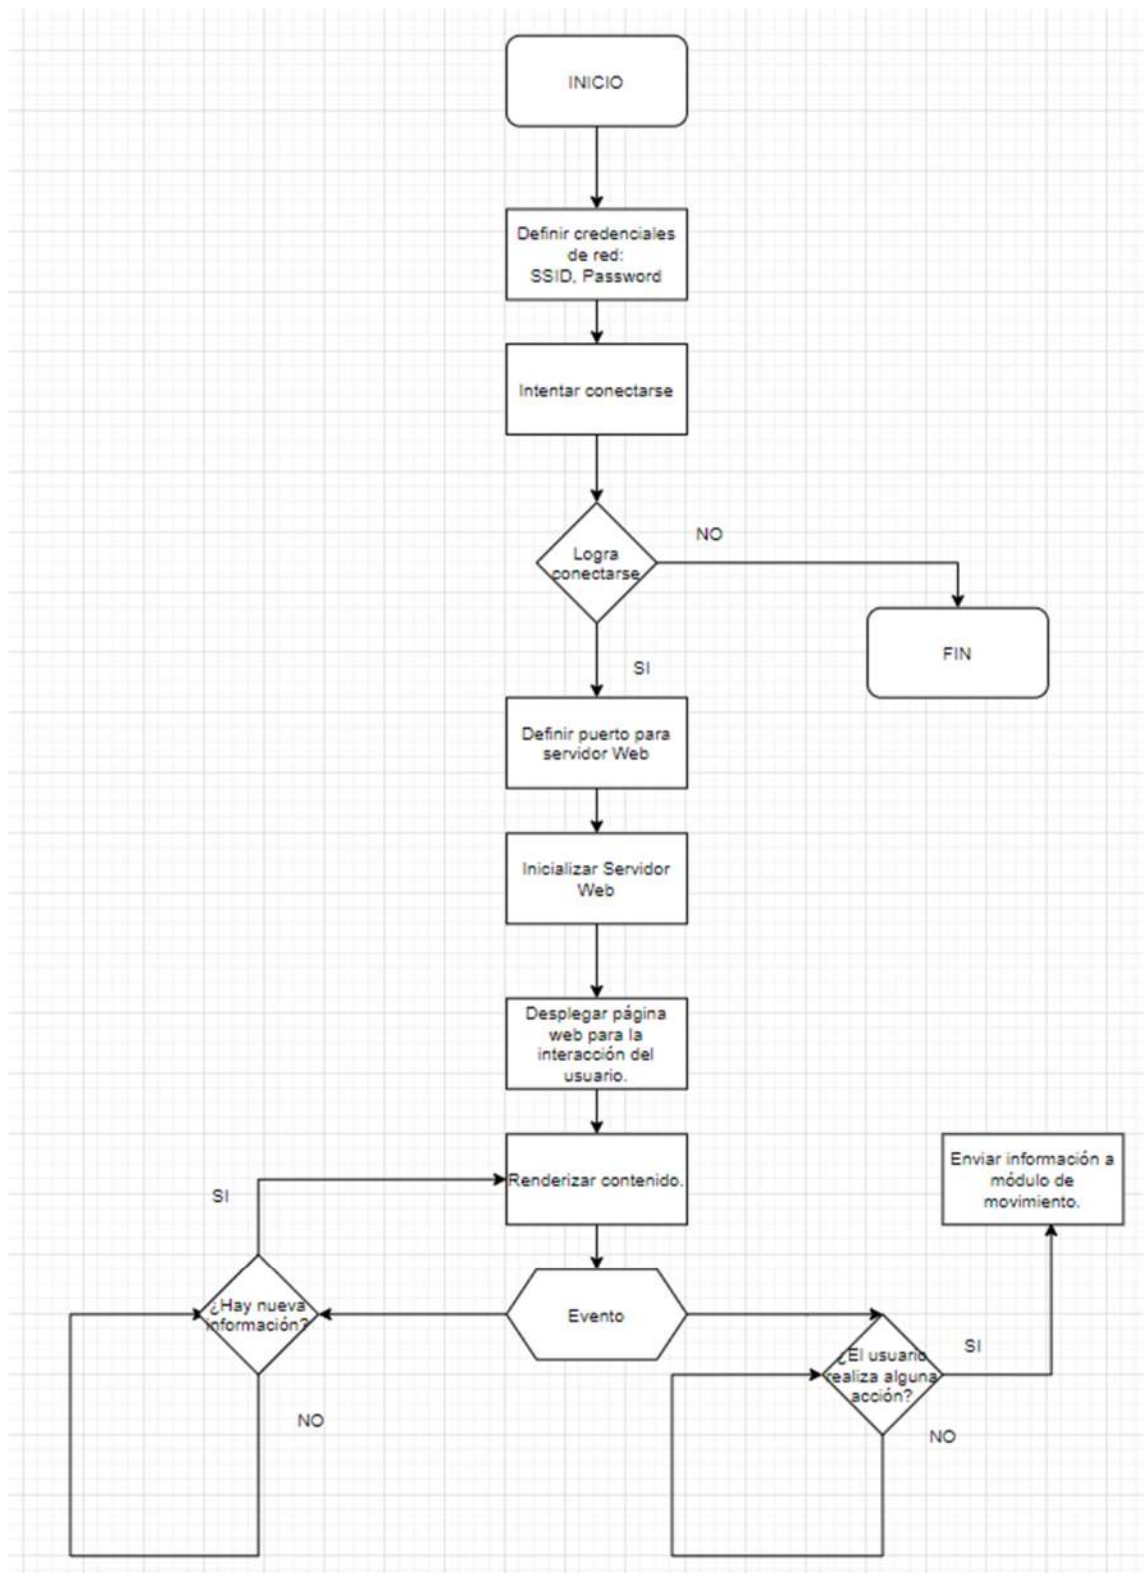 INICIO
Definir credenciales
de red:
SSID, Password
Intentar conectarse
Logra
conectarse
NO
FIN
SI
Definir puerto para
servidor Web
Inicializar Servidor
Web
Desplegar página
web para la
interacción del
usuario.
Renderizar contenido.
Enviar información a
módulo de
movimiento.
SI
¿Hay nueva
información?
Evento
¿El usuario
realiza alguna
acción?
SI
NO
NO